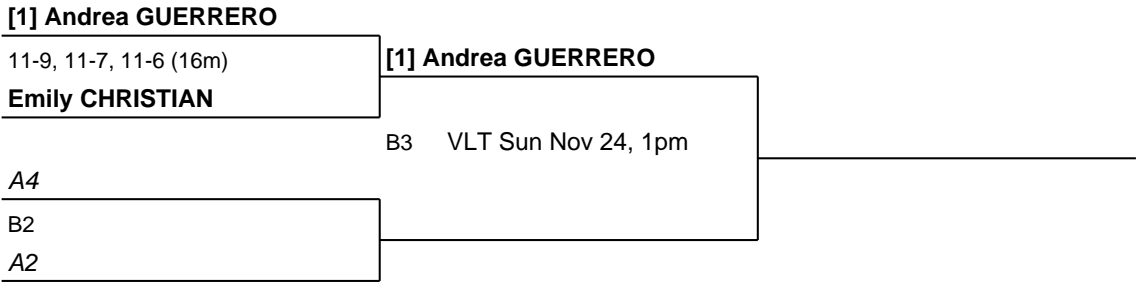 [1] Andrea GUERRERO
11-9, 11-7, 11-6 (16m)
[1] Andrea GUERRERO
Emily CHRISTIAN
B3 VLT Sun Nov 24, 1pm
A4
B2
A2